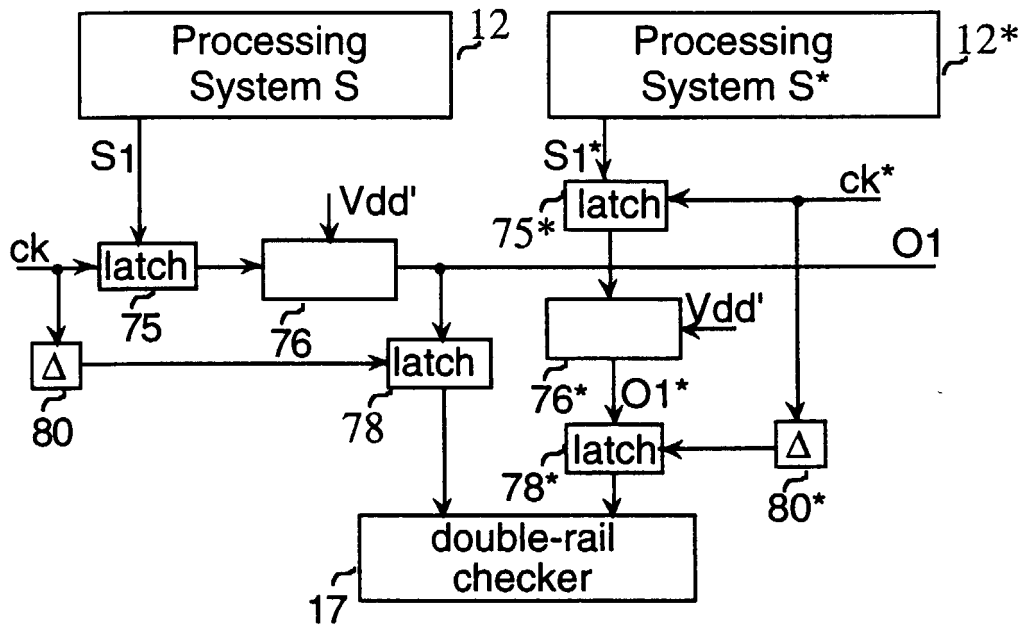 Processing
System S
12
Processing
System S*
12*
S1
S1*
Vdd'
latch
ck*
75*
ck
latch
O1
75
76
Vdd'
Δ
latch
76*
O1*
80
78
latch
Δ
78*
80*
double-rail
checker
17